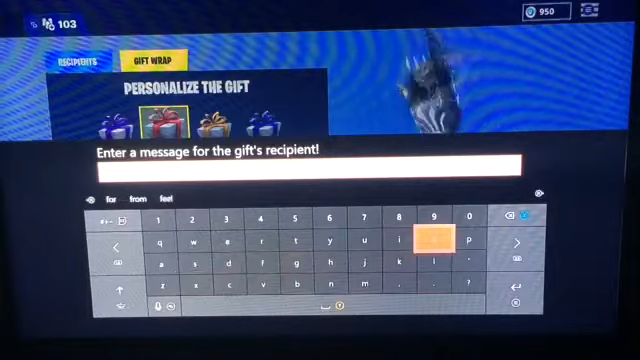 103
950
RECIPIENTS
GIFT WRAP
PERSONALIZE THE GIFT
Enter a message for the gift's recipient!
for from feel
1 2 3 4 5 6 7 8 9 0
q w e r t y u i p
a s d f g h j k l '
z x c v b n m , . ?